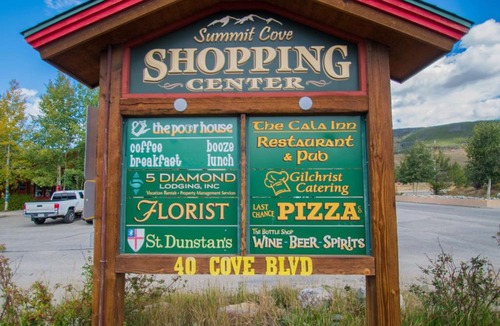 Summit Cove
SHOPPING
CENTER
the poor house
coffee booze
breakfast lunch
5 DIAMOND
LODGING, INC
Vacation Rentals - Property Management Services
FLORIST
St. Dunstan's
The Cala Inn
Restaurant
& Pub
Gilchrist
Catering
LAST CHANCE PIZZA
The Bottle Shop
WINE-BEER-SPIRITS
40 COVE BLVD